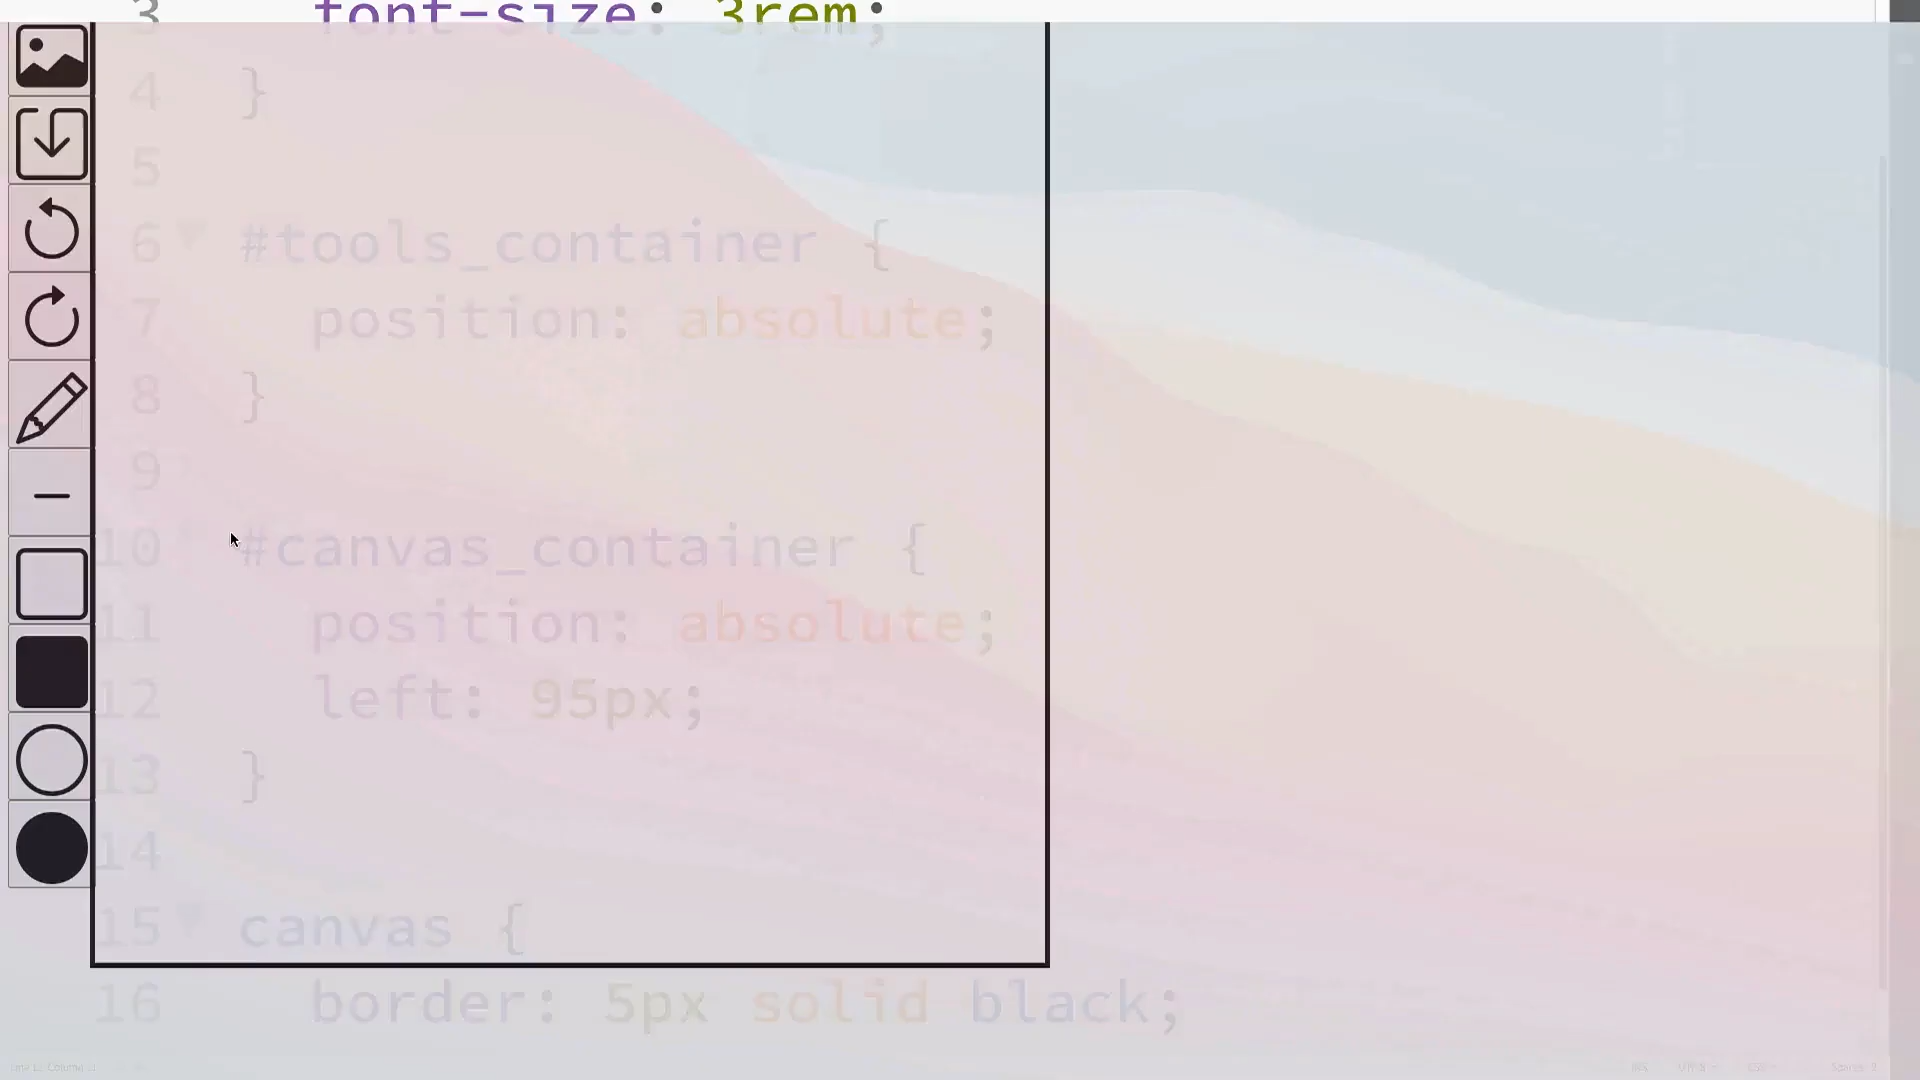 3 font-size: 3rem;
4 }
5
6 #tools_container {
7 position: absolute;
8 }
9
10 #canvas_container {
11 position: absolute;
12 left: 95px;
13 }
14
15 canvas {
16 border: 5px solid black;